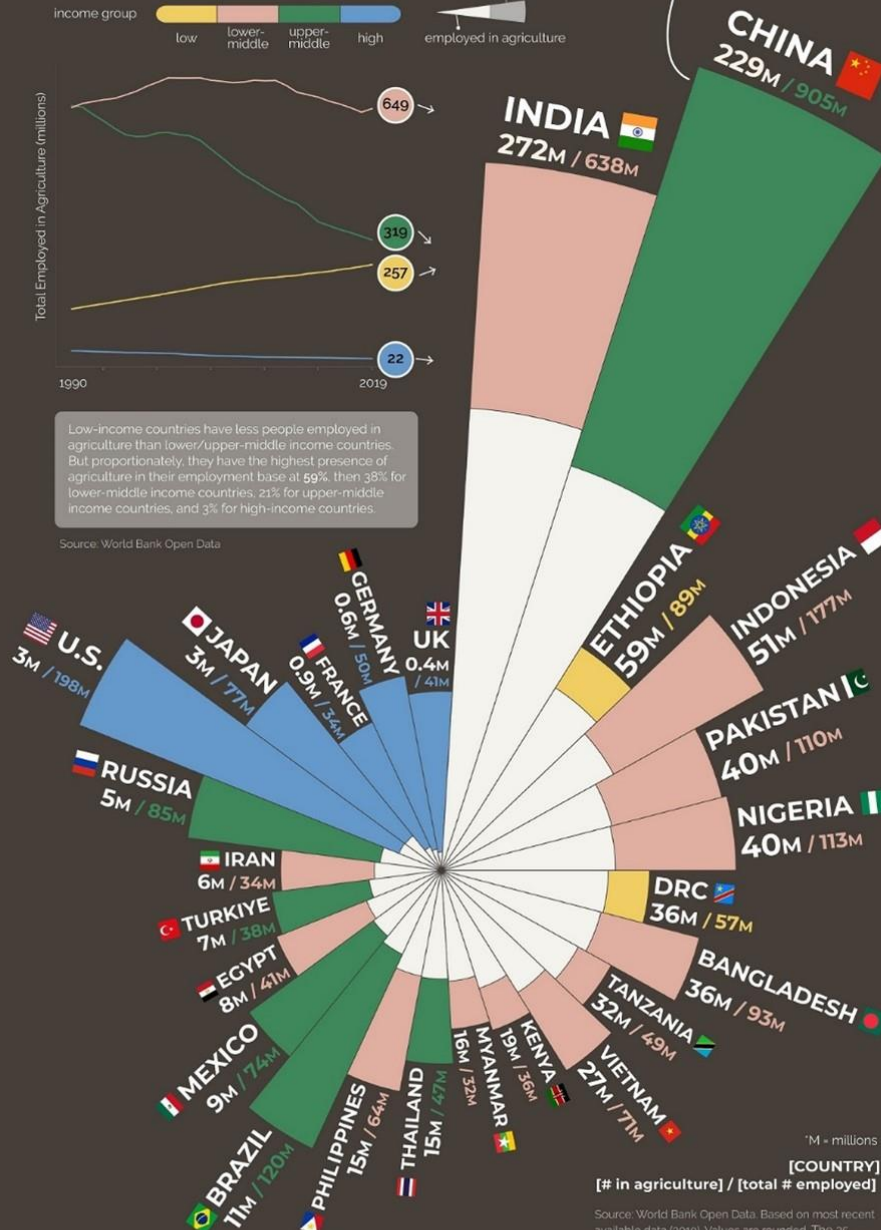 income group
low
lower-
middle
upper-
middle
high
employed in agriculture
Total Employed in Agriculture (millions)
649
319
257
22
1990
2019
Low-income countries have less people employed in
agriculture than lower/upper-middle income countries.
But proportionately, they have the highest presence of
agriculture in their employment base at 59%, then 38% for
lower-middle income countries, 21% for upper-middle
income countries, and 3% for high-income countries.
Source: World Bank Open Data
CHINA
229M / 905M
INDIA
272M / 638M
ETHIOPIA
59M / 89M
INDONESIA
51M / 177M
PAKISTAN
40M / 110M
NIGERIA
40M / 113M
DRC
36M / 57M
BANGLADESH
36M / 93M
TANZANIA
32M / 49M
VIETNAM
27M / 71M
KENYA
19M / 36M
MYANMAR
16M / 32M
THAILAND
15M / 47M
PHILIPPINES
15M / 64M
BRAZIL
11M / 120M
MEXICO
9M / 74M
EGYPT
8M / 41M
TURKIYE
7M / 38M
IRAN
6M / 34M
RUSSIA
5M / 85M
U.S.
3M / 198M
JAPAN
3M / 77M
FRANCE
0.9M / 34M
GERMANY
0.6M / 50M
UK
0.4M
/ 41M
*M = millions
[COUNTRY]
[# in agriculture] / [total # employed]
Source: World Bank Open Data. Based on most recent
available data (2019). Values are rounded. The 25